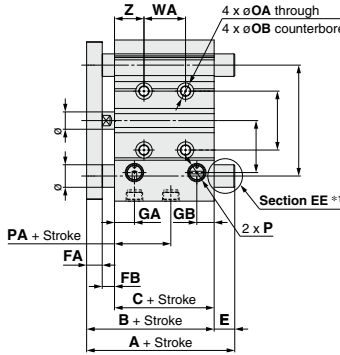 Z
WA
4 x øOA through
4 x øOB counterbore
ø
ø
GA
GB
Section EE *1
2 x P
PA + Stroke
FA
FB
C + Stroke
B + Stroke
E
A + Stroke